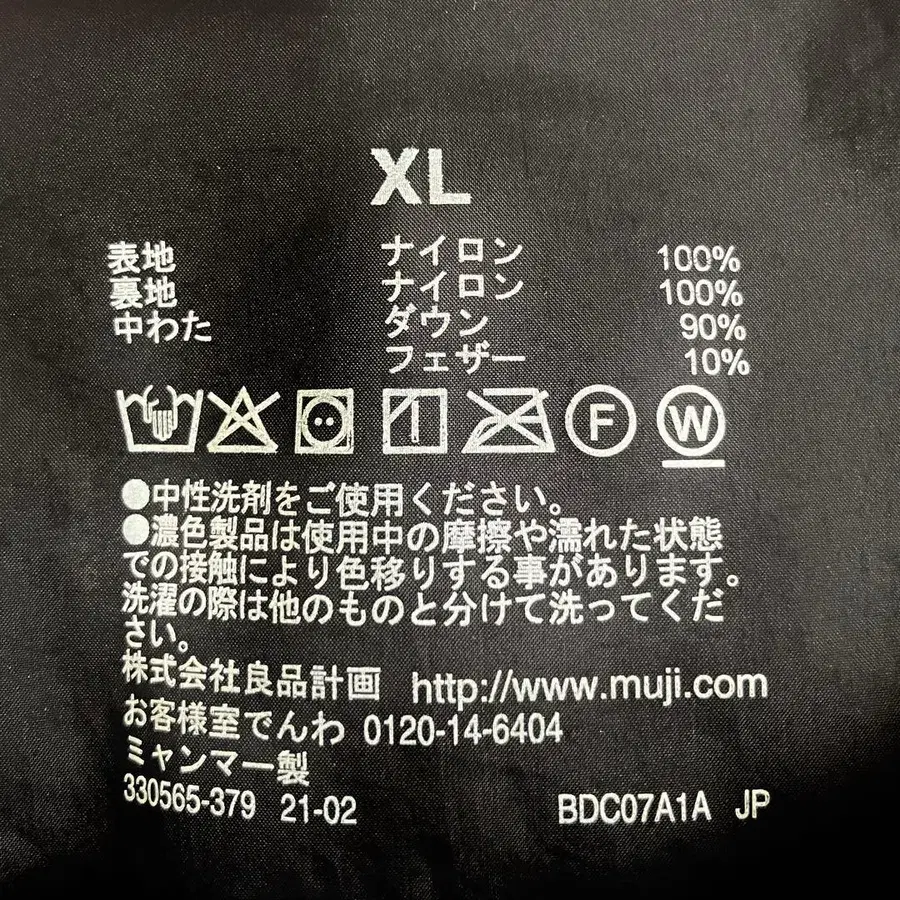 XL
表地 ナイロン 100%
裏地 ナイロン 100%
中わた ダウン 90%
フェザー 10%
F W
●中性洗剤をご使用ください。
●濃色製品は使用中の摩擦や濡れた状態
での接触により色移りする事があります。
洗濯の際は他のものと分けて洗ってくだ
さい。
株式会社良品計画 http://www.muji.com
お客様室でんわ 0120-14-6404
ミャンマー製
330565-379 21-02 BDC07A1A JP